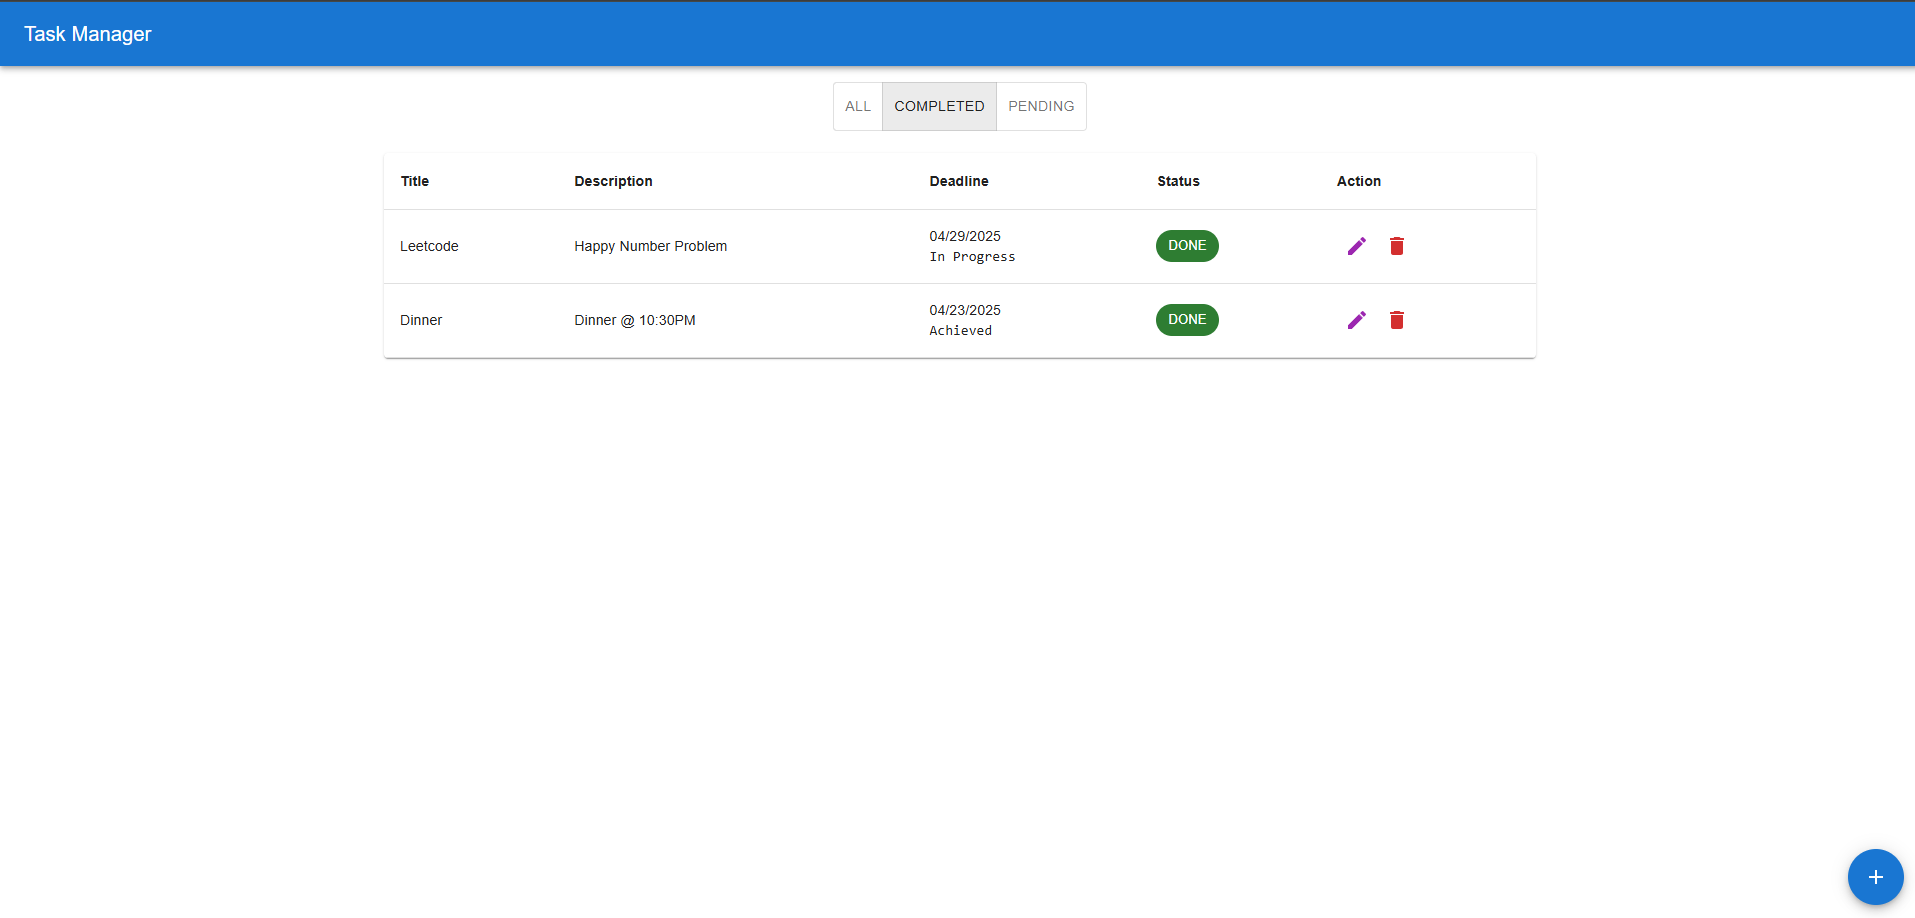 Task Manager
ALL COMPLETED PENDING
Title Description Deadline Status Action
Leetcode Happy Number Problem 04/29/2025 DONE
In Progress
Dinner Dinner @ 10:30PM 04/23/2025 DONE
Achieved